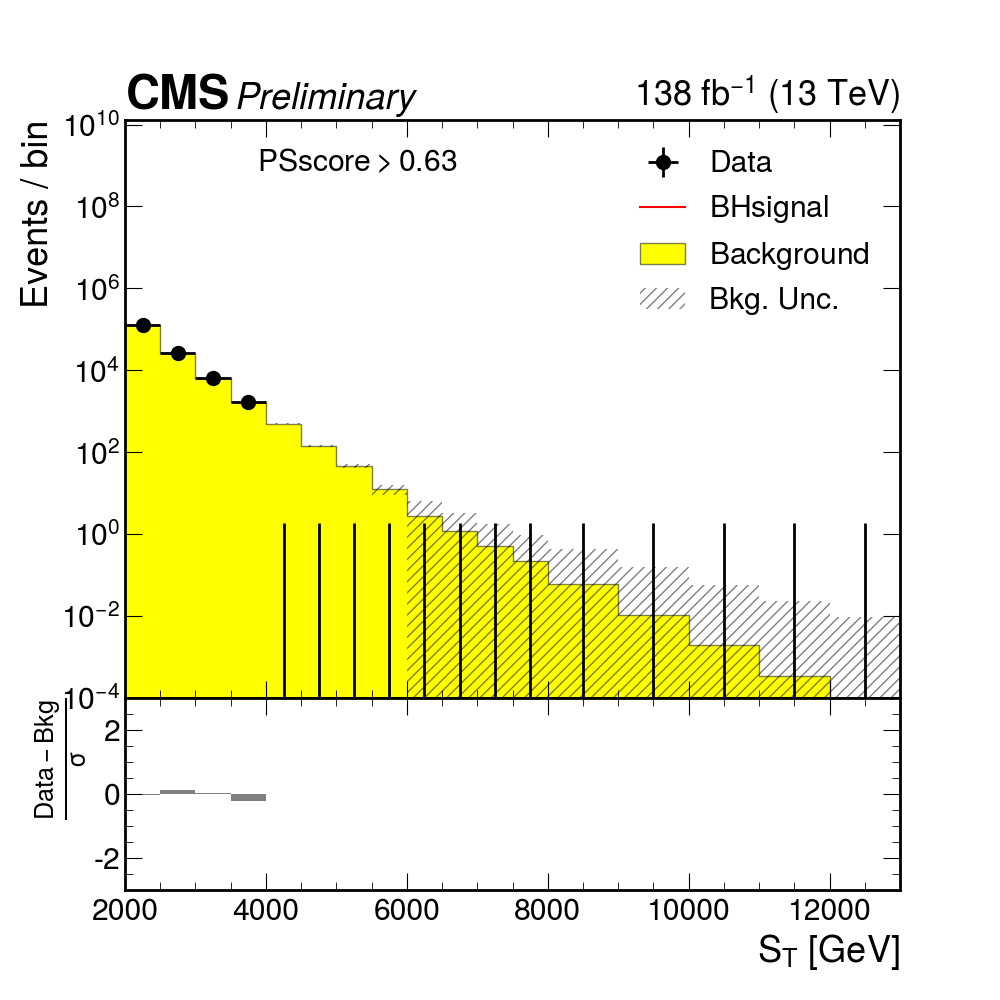 CMS Preliminary 138 fb⁻¹ (13 TeV)
Events / bin
10¹⁰
10⁸
10⁶
10⁴
10²
10⁰
10⁻²
10⁻⁴
PSscore > 0.63
Data
BHsignal
Background
Bkg. Unc.
Data − Bkg
σ
2
0
-2
2000 4000 6000 8000 10000 12000
S_T [GeV]